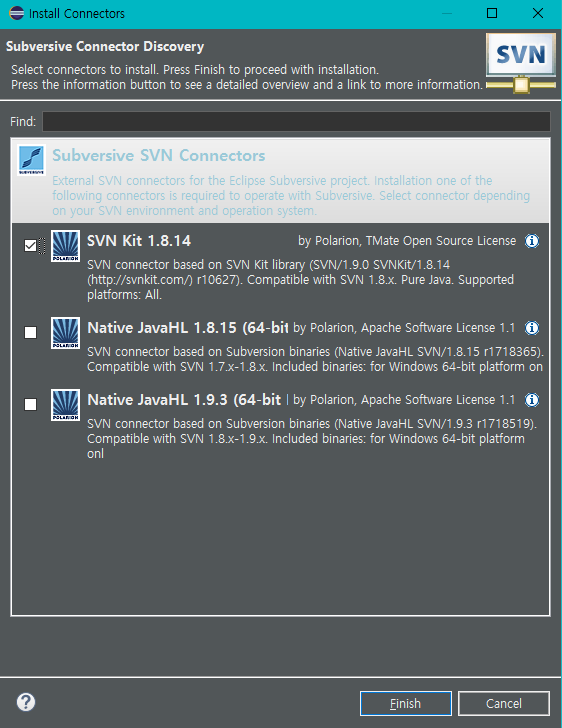 Install Connectors
Subversive Connector Discovery
Select connectors to install. Press Finish to proceed with installation.
Press the information button to see a detailed overview and a link to more information.
SVN
Find:
SUBVERSIVE
Subversive SVN Connectors
External SVN connectors for the Eclipse Subversive project. Installation one of the
following connectors is required to operate with Subversive. Select connector depending
on your SVN environment and operation system.
POLARION
SVN Kit 1.8.14
by Polarion, TMate Open Source License
SVN connector based on SVN Kit library (SVN/1.9.0 SVNKit/1.8.14
(http://svnkit.com/) r10627). Compatible with SVN 1.8.x. Pure Java. Supported
platforms: All.
POLARION
Native JavaHL 1.8.15 (64-bit
by Polarion, Apache Software License 1.1
SVN connector based on Subversion binaries (Native JavaHL SVN/1.8.15 r1718365).
Compatible with SVN 1.7.x-1.8.x. Included binaries: for Windows 64-bit platform on
POLARION
Native JavaHL 1.9.3 (64-bit
by Polarion, Apache Software License 1.1
SVN connector based on Subversion binaries (Native JavaHL SVN/1.9.3 r1718519).
Compatible with SVN 1.8.x-1.9.x. Included binaries: for Windows 64-bit platform
onl
Finish
Cancel